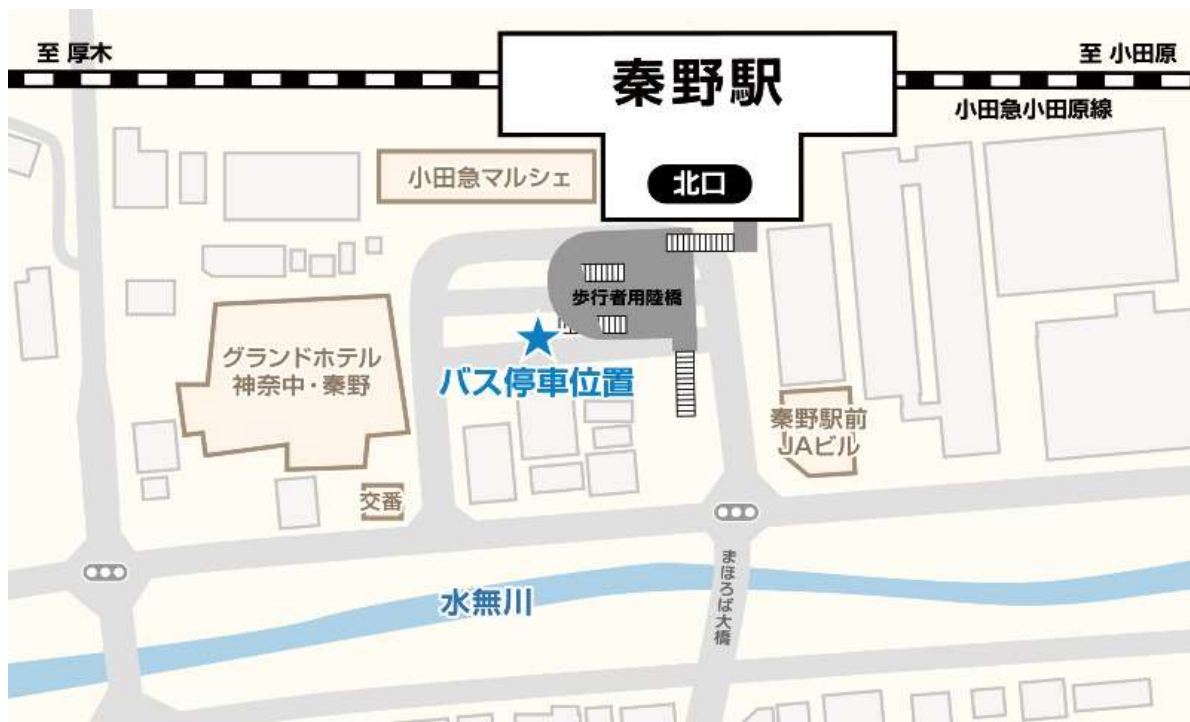 至 厚木
至 小田原
秦野駅
小田急小田原線
小田急マルシェ
北口
歩行者用陸橋
グランドホテル
神奈中・秦野
バス停車位置
秦野駅前
JAビル
交番
まほろば大橋
水無川